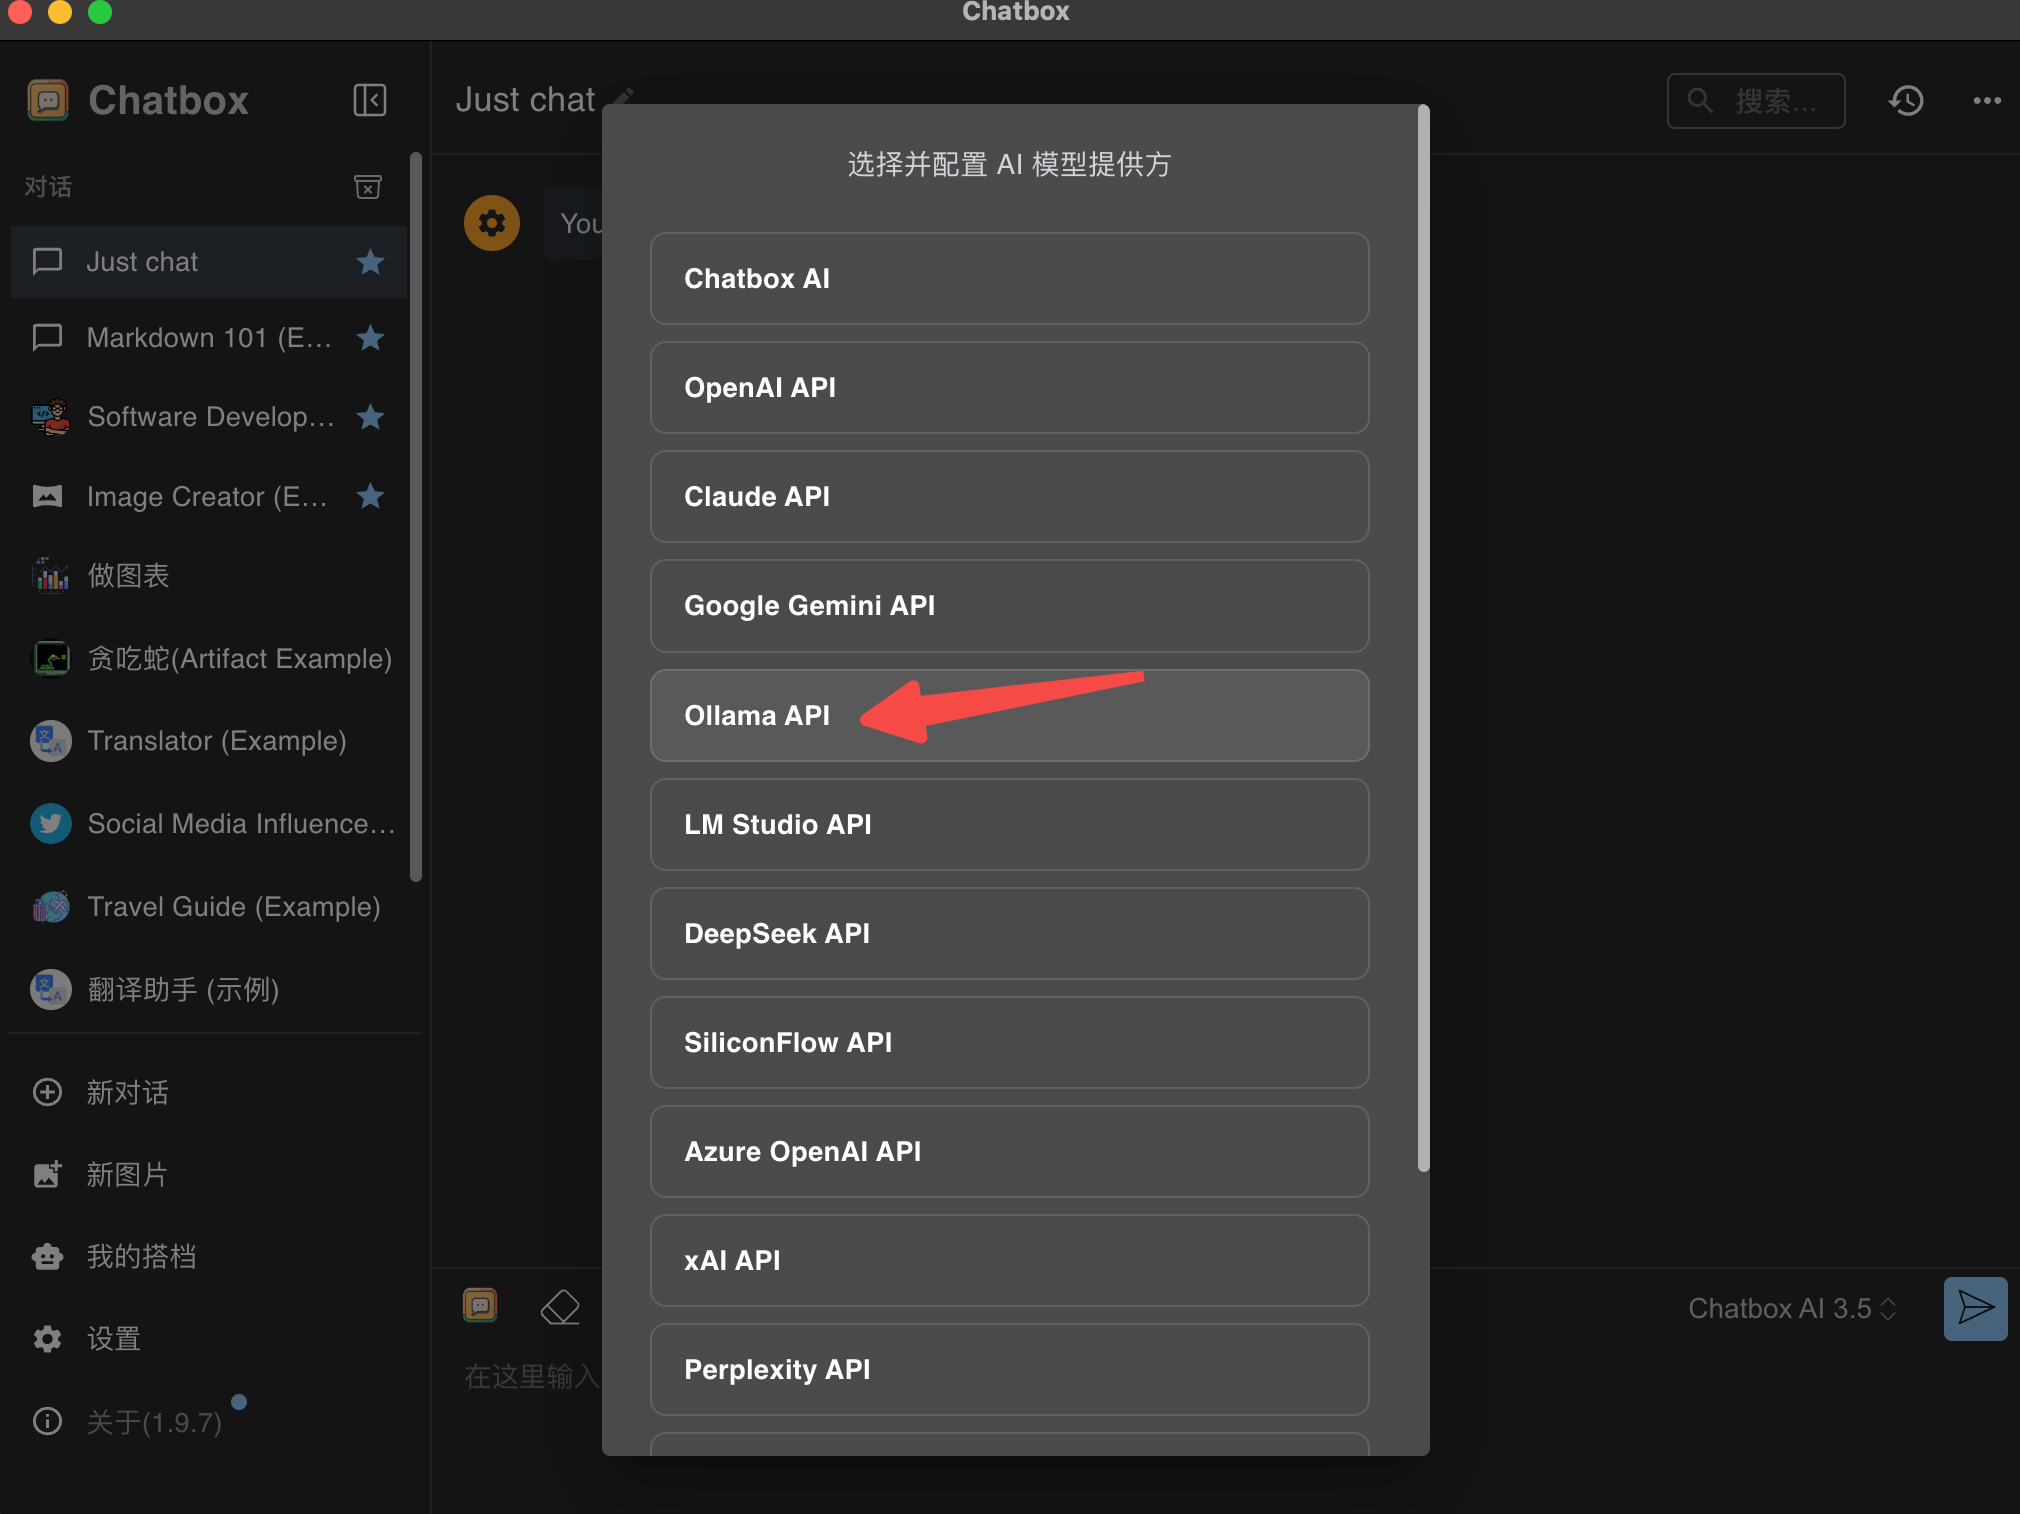 Chatbox
Chatbox
对话
Just chat
Markdown 101 (E...
Software Develop...
Image Creator (E...
做图表
贪吃蛇(Artifact Example)
Translator (Example)
Social Media Influence...
Travel Guide (Example)
翻译助手 (示例)
新对话
新图片
我的搭档
设置
关于(1.9.7)
Just chat
搜索...
You
选择并配置 AI 模型提供方
Chatbox AI
OpenAI API
Claude API
Google Gemini API
Ollama API
LM Studio API
DeepSeek API
SiliconFlow API
Azure OpenAI API
xAI API
Perplexity API
Chatbox AI 3.5
在这里输入